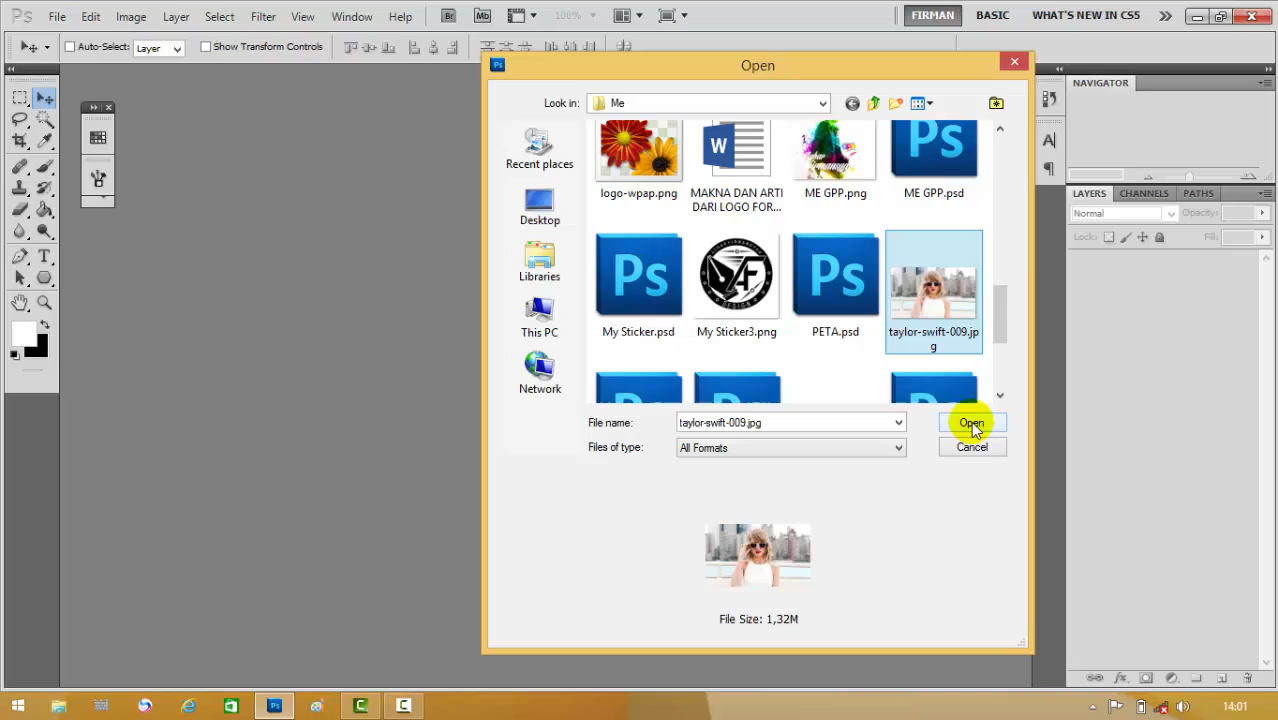 Ps File Edit Image Layer Select Filter View Window Help Br Mb 100% FIRMAN BASIC WHAT'S NEW IN CS5
Auto-Select: Layer Show Transform Controls
Open
Look in: Me
Recent places
Desktop
Libraries
This PC
Network
logo-wpap.png
MAKNA DAN ARTI
DARI LOGO FOR...
ME GPP.png
ME GPP.psd
My Sticker.psd
My Sticker3.png
PETA.psd
taylor-swift-009.jp
g
File name: taylor-swift-009.jpg Open
Files of type: All Formats Cancel
File Size: 1,32M
NAVIGATOR
LAYERS CHANNELS PATHS
Normal Opacity:
Lock: Fill:
14:01